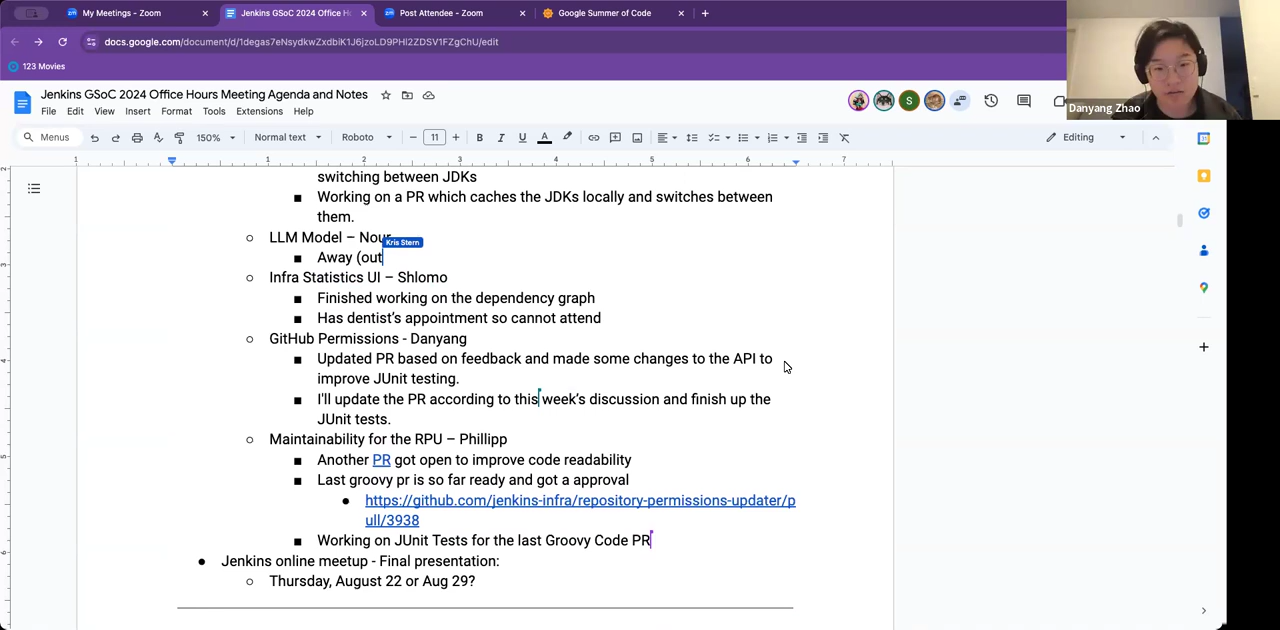 My Meetings - Zoom
Jenkins GSoC 2024 Office H
Post Attendee - Zoom
Google Summer of Code
docs.google.com/document/d/1degas7eNsydkwZxdbiK1J6jzoLD9PHl2ZDSV1FZgChU/edit
123 Movies
Danyang Zhao
Jenkins GSoC 2024 Office Hours Meeting Agenda and Notes
File Edit View Insert Format Tools Extensions Help
S
Menus 150% Normal text Roboto 11 B I U A Editing
1 1 2 3 4 5 6 7
switching between JDKs
■ Working on a PR which caches the JDKs locally and switches between
them.
○ LLM Model – Nour
Kris Stern
■ Away (out
○ Infra Statistics UI – Shlomo
■ Finished working on the dependency graph
■ Has dentist's appointment so cannot attend
○ GitHub Permissions - Danyang
■ Updated PR based on feedback and made some changes to the API to
improve JUnit testing.
■ I'll update the PR according to this week's discussion and finish up the
JUnit tests.
○ Maintainability for the RPU – Phillipp
■ Another PR got open to improve code readability
■ Last groovy pr is so far ready and got a approval
● https://github.com/jenkins-infra/repository-permissions-updater/p
ull/3938
■ Working on JUnit Tests for the last Groovy Code PR
● Jenkins online meetup - Final presentation:
○ Thursday, August 22 or Aug 29?